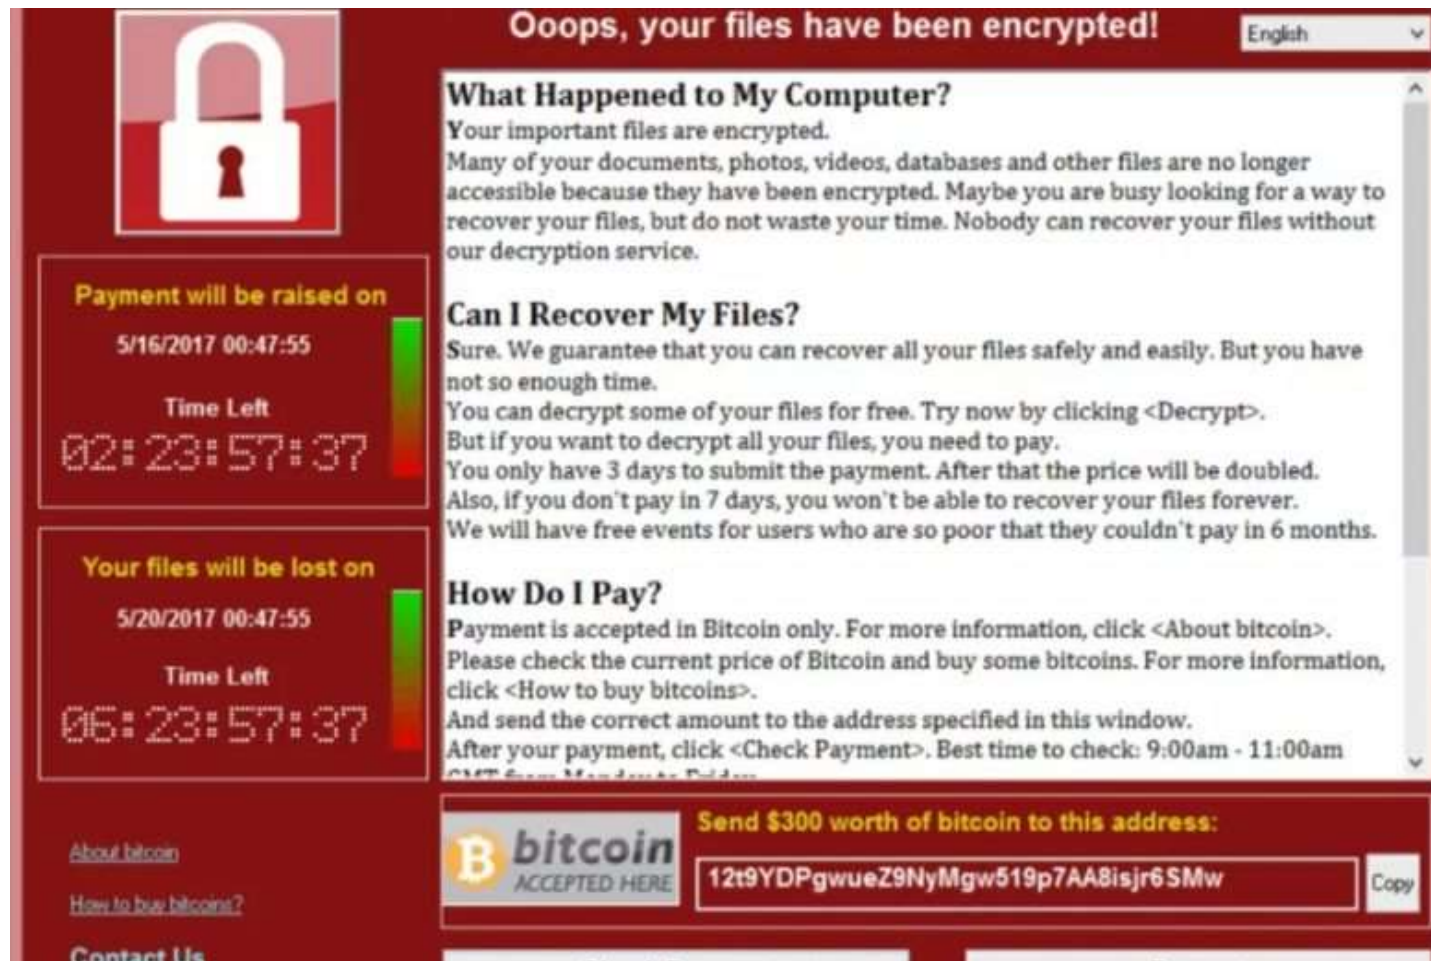 Ooops, your files have been encrypted!
English
What Happened to My Computer?
Your important files are encrypted.
Many of your documents, photos, videos, databases and other files are no longer
accessible because they have been encrypted. Maybe you are busy looking for a way to
recover your files, but do not waste your time. Nobody can recover your files without
our decryption service.
Can I Recover My Files?
Sure. We guarantee that you can recover all your files safely and easily. But you have
not so enough time.
You can decrypt some of your files for free. Try now by clicking <Decrypt>.
But if you want to decrypt all your files, you need to pay.
You only have 3 days to submit the payment. After that the price will be doubled.
Also, if you don't pay in 7 days, you won't be able to recover your files forever.
We will have free events for users who are so poor that they couldn't pay in 6 months.
How Do I Pay?
Payment is accepted in Bitcoin only. For more information, click <About bitcoin>.
Please check the current price of Bitcoin and buy some bitcoins. For more information,
click <How to buy bitcoins>.
And send the correct amount to the address specified in this window.
After your payment, click <Check Payment>. Best time to check: 9:00am - 11:00am
GMT from Monday to Friday
Payment will be raised on
5/16/2017 00:47:55
Time Left
02:23:57:37
Your files will be lost on
5/20/2017 00:47:55
Time Left
06:23:57:37
About bitcoin
How to buy bitcoins?
Contact Us
bitcoin
ACCEPTED HERE
Send $300 worth of bitcoin to this address:
12t9YDPgwueZ9NyMgw519p7AA8isjr6SMw
Copy